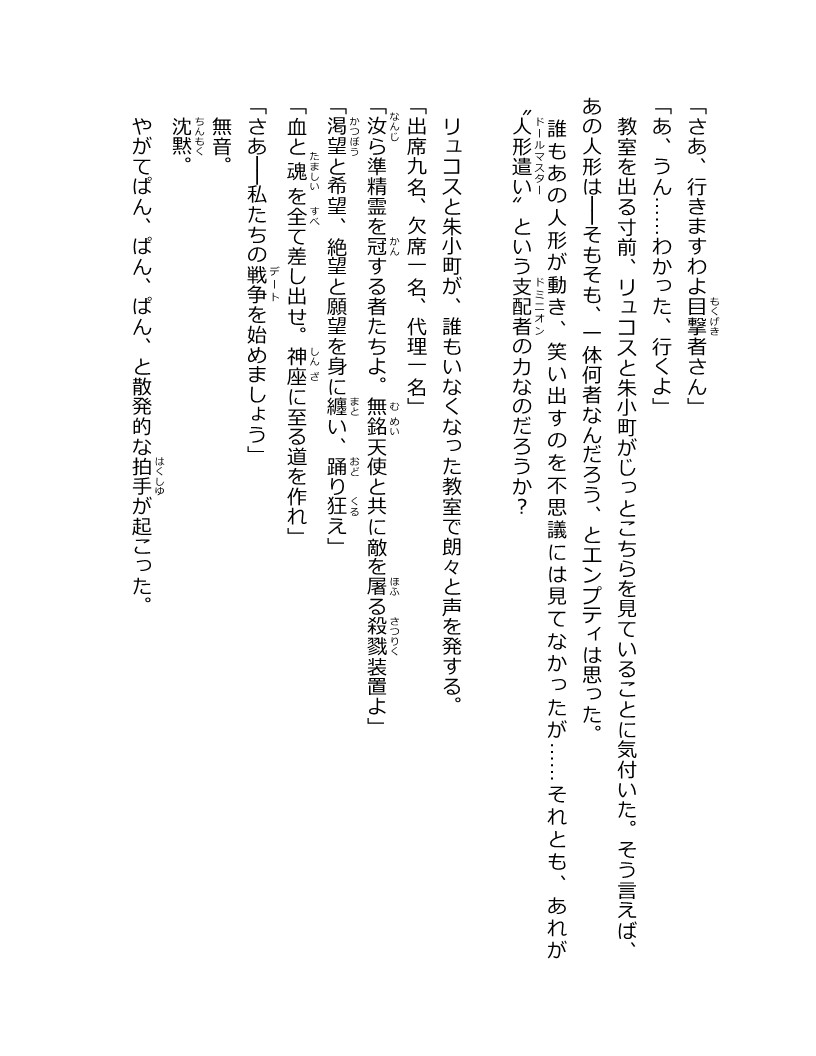 「さあ、行きますわよ目撃者さん」
「あ、うん……わかった、行くよ」
教室を出る寸前、リュコスと朱小町がじっとこちらを見ていることに気付いた。そう言えば、
あの人形は――そもそも、一体何者なんだろう、とエンプティは思った。
誰もあの人形が動き、笑い出すのを不思議には見てなかったが……それとも、あれが
〝人形遣い〟という支配者の力なのだろうか？
リュコスと朱小町が、誰もいなくなった教室で朗々と声を発する。
「出席九名、欠席一名、代理一名」
「汝ら準精霊を冠する者たちよ。無銘天使と共に敵を屠る殺戮装置よ」
「渇望と希望、絶望と願望を身に纏い、踊り狂え」
「血と魂を全て差し出せ。神座に至る道を作れ」
「さあ――私たちの戦争を始めましょう」
無音。
沈黙。
やがてぱん、ぱん、ぱん、と散発的な拍手が起こった。